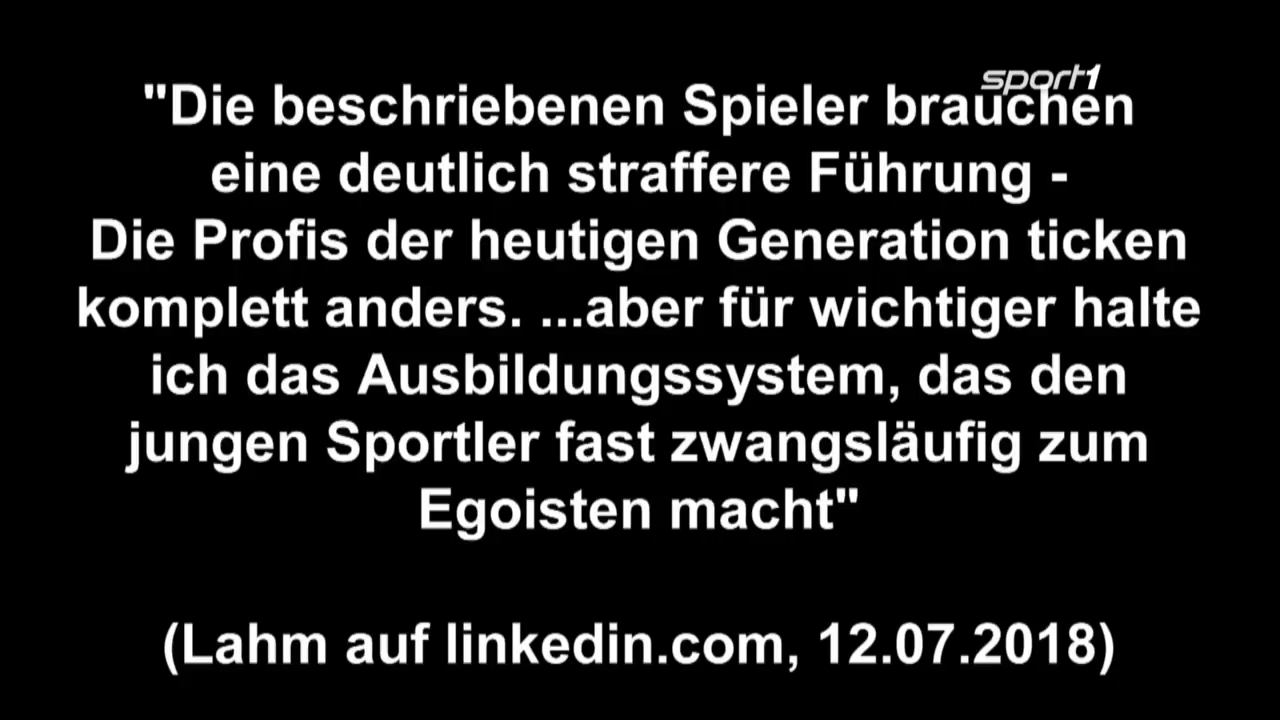 sport1
"Die beschriebenen Spieler brauchen
eine deutlich straffere Führung -
Die Profis der heutigen Generation ticken
komplett anders. ...aber für wichtiger halte
ich das Ausbildungssystem, das den
jungen Sportler fast zwangsläufig zum
Egoisten macht"
(Lahm auf linkedin.com, 12.07.2018)